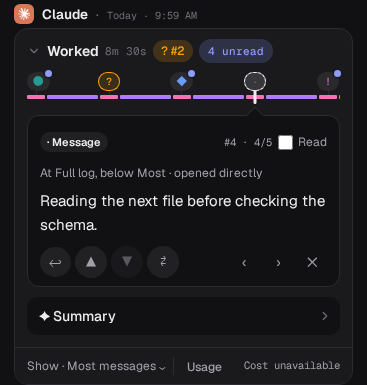 Claude · Today · 9:59 AM
Worked 8m 30s ? #2 4 unread
? · !
· Message #4 · 4/5 Read
At Full log, below Most · opened directly
Reading the next file before checking the
schema.
Summary
Show · Most messages Usage Cost unavailable